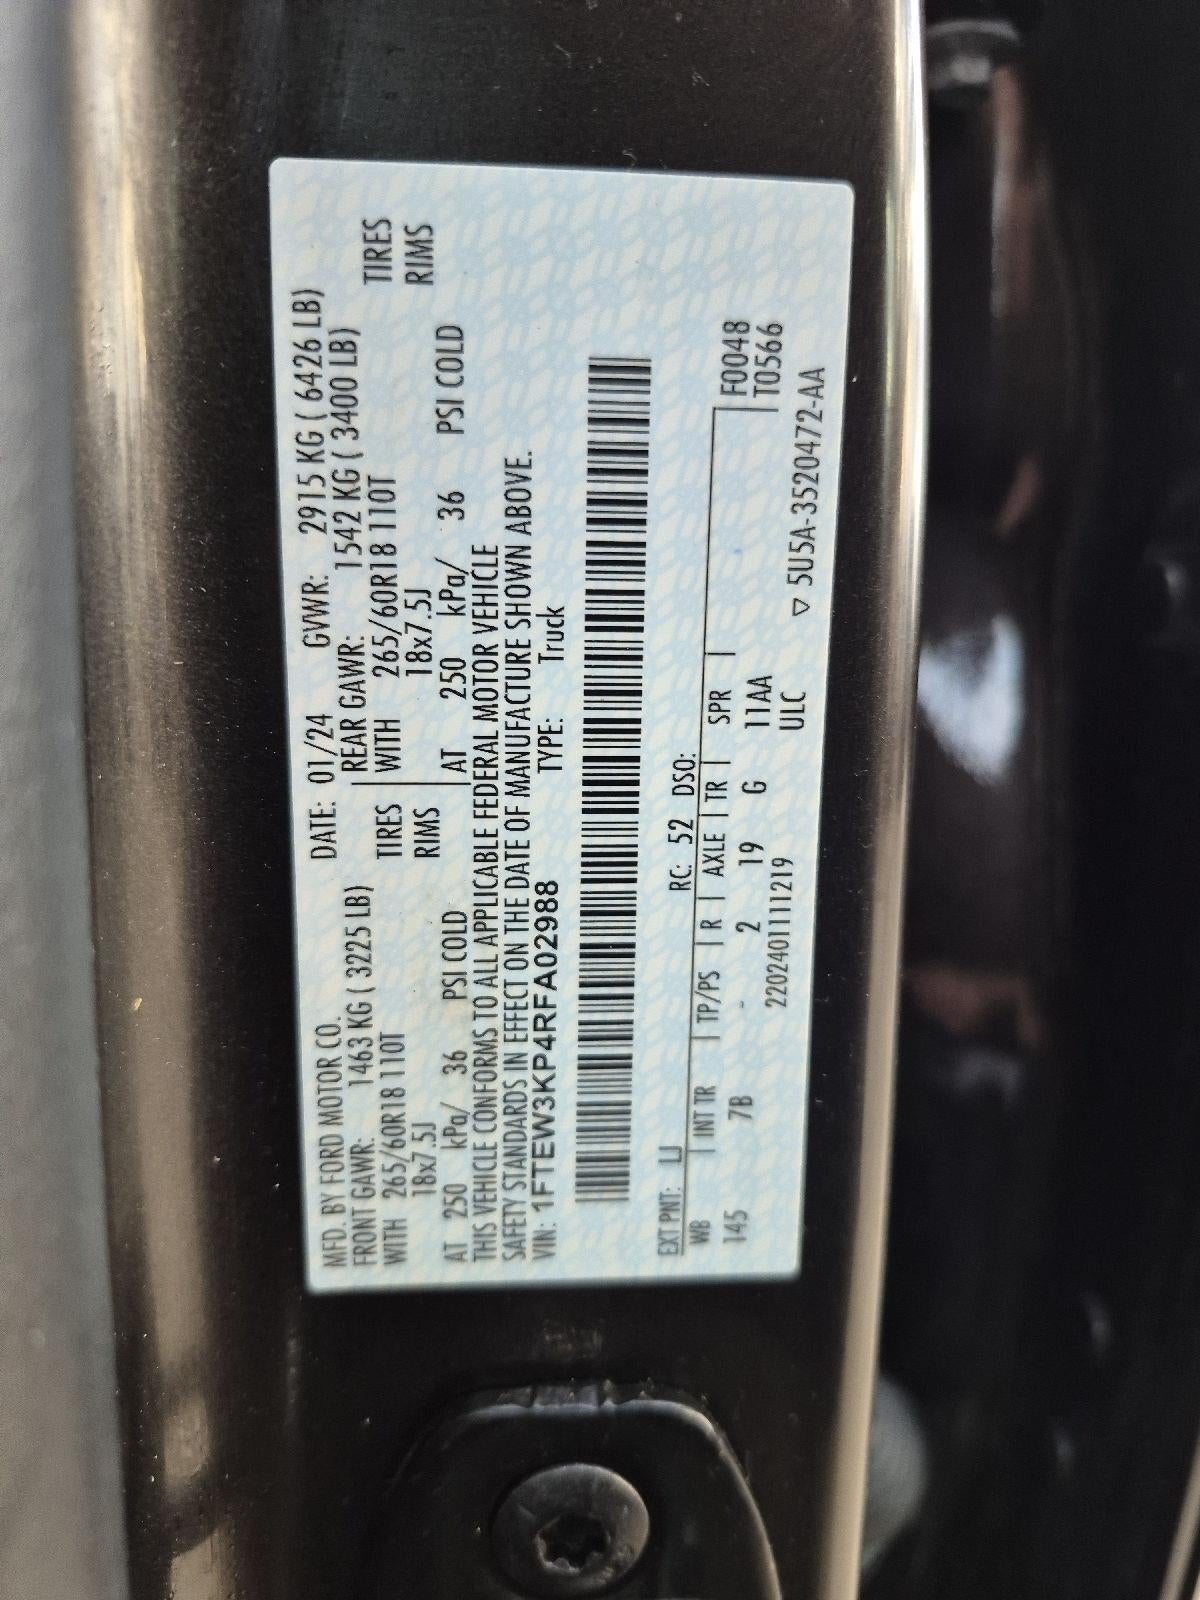 MFD. BY FORD MOTOR CO. DATE: 01/24 GVWR: 2915 KG ( 6426 LB)
FRONT GAWR: 1463 KG ( 3225 LB) REAR GAWR: 1542 KG ( 3400 LB)
WITH 265/60R18 110T TIRES WITH 265/60R18 110T TIRES
18x7.5J RIMS 18x7.5J RIMS
AT 250 kPa/ 36 PSI COLD AT 250 kPa/ 36 PSI COLD
THIS VEHICLE CONFORMS TO ALL APPLICABLE FEDERAL MOTOR VEHICLE
SAFETY STANDARDS IN EFFECT ON THE DATE OF MANUFACTURE SHOWN ABOVE.
VIN: 1FTEW3KP4RFA02988 TYPE: Truck
EXT PNT: LJ RC: 52 DSO:
WB | INT TR | TP/PS | R | AXLE | TR | SPR | F0048
145 7B - 2 19 G 11AA T0566
220240111219 ULC ▽ 5U5A-3520472-AA